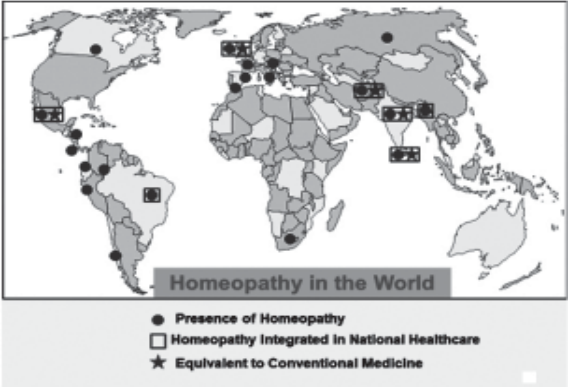 Homeopathy in the World
Presence of Homeopathy
Homeopathy Integrated in National Healthcare
Equivalent to Conventional Medicine